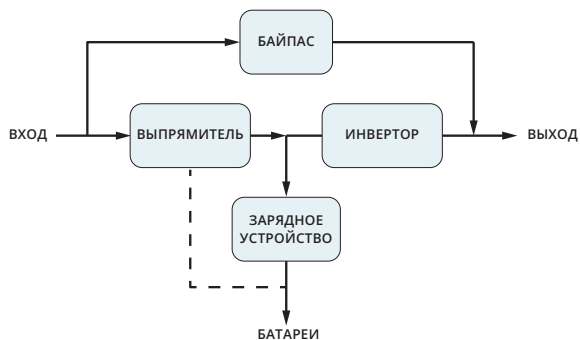 БАЙПАС
ВХОД
ВЫПРЯМИТЕЛЬ
ИНВЕРТОР
ВЫХОД
ЗАРЯДНОЕ
УСТРОЙСТВО
БАТАРЕИ